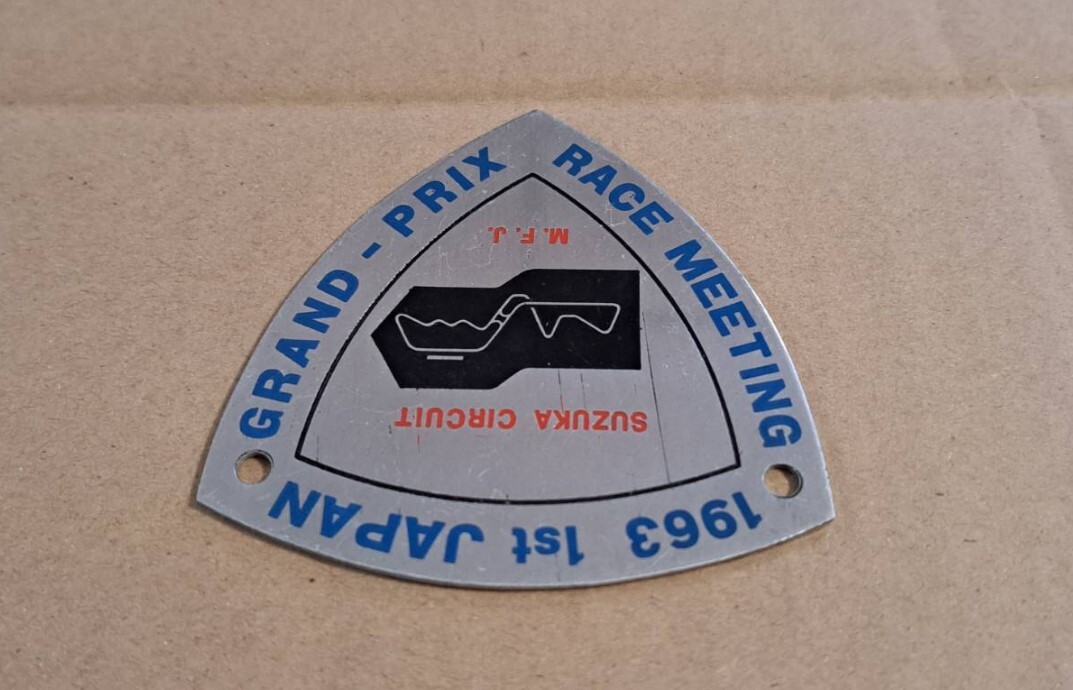 1963 1st JAPAN
GRAND - PRIX
RACE MEETING
SUZUKA CIRCUIT
M. F. J.